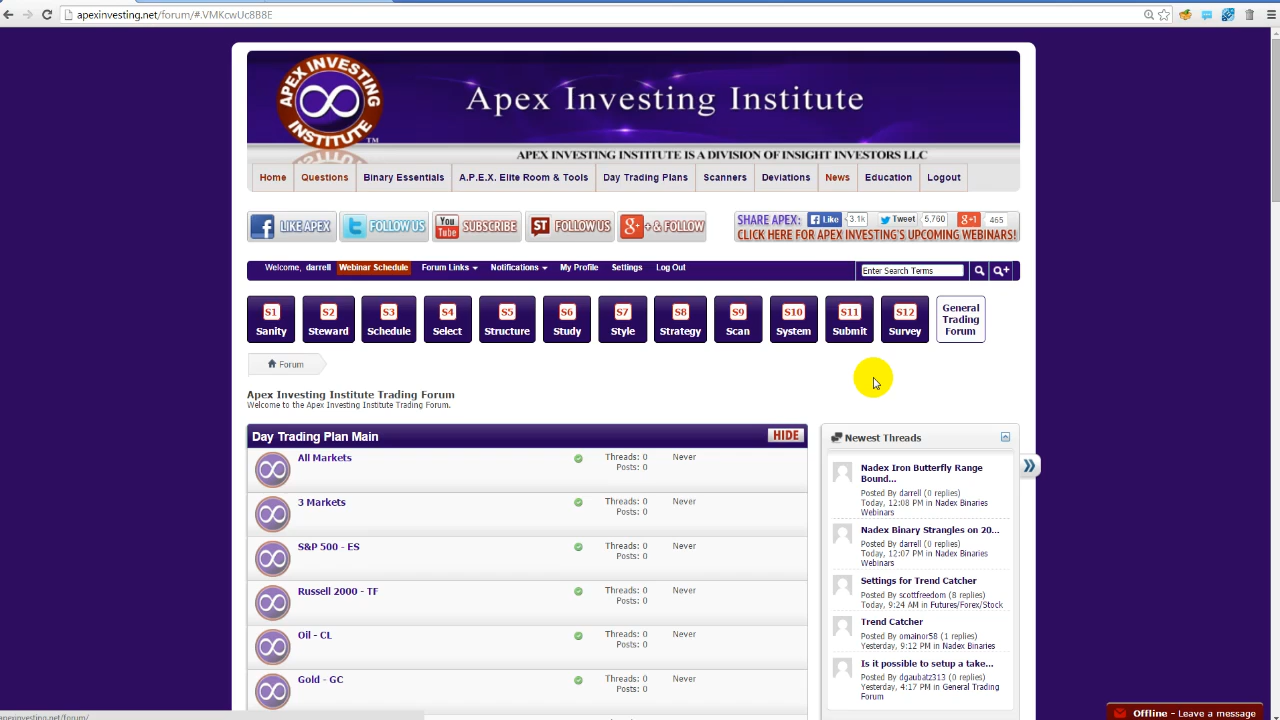 apexinvesting.net/forum/#.VMKcwUc8B8E
APEX INVESTING
INSTITUTE
TM
Apex Investing Institute
APEX INVESTING INSTITUTE IS A DIVISION OF INSIGHT INVESTORS LLC
Home Questions Binary Essentials A.P.E.X. Elite Room & Tools Day Trading Plans Scanners Deviations News Education Logout
LIKE APEX FOLLOW US You Tube SUBSCRIBE ST FOLLOW US g+ + & FOLLOW
SHARE APEX: Like 3.1k Tweet 5,760 g+1 465
CLICK HERE FOR APEX INVESTING'S UPCOMING WEBINARS!
Welcome, darrell Webinar Schedule Forum Links Notifications My Profile Settings Log Out Enter Search Terms
S1 Sanity
S2 Steward
S3 Schedule
S4 Select
S5 Structure
S6 Study
S7 Style
S8 Strategy
S9 Scan
S10 System
S11 Submit
S12 Survey
General
Trading
Forum
Forum
Apex Investing Institute Trading Forum
Welcome to the Apex Investing Institute Trading Forum.
Day Trading Plan Main HIDE
All Markets Threads: 0 Never
Posts: 0
3 Markets Threads: 0 Never
Posts: 0
S&P 500 - ES Threads: 0 Never
Posts: 0
Russell 2000 - TF Threads: 0 Never
Posts: 0
Oil - CL Threads: 0 Never
Posts: 0
Gold - GC Threads: 0 Never
Posts: 0
Newest Threads
Nadex Iron Butterfly Range
Bound...
Posted By darrell (0 replies)
Today, 12:08 PM in Nadex Binaries
Webinars
Nadex Binary Strangles on 20...
Posted By darrell (0 replies)
Today, 12:07 PM in Nadex Binaries
Webinars
Settings for Trend Catcher
Posted By scottfreedom (8 replies)
Today, 9:24 AM in Futures/Forex/Stock
Trend Catcher
Posted By omainor58 (1 replies)
Yesterday, 9:12 PM in Nadex Binaries
Is it possible to setup a take...
Posted By dgaubatz313 (0 replies)
Yesterday, 4:17 PM in General Trading
Forum
Offline - Leave a message
apexinvesting.net/forum/